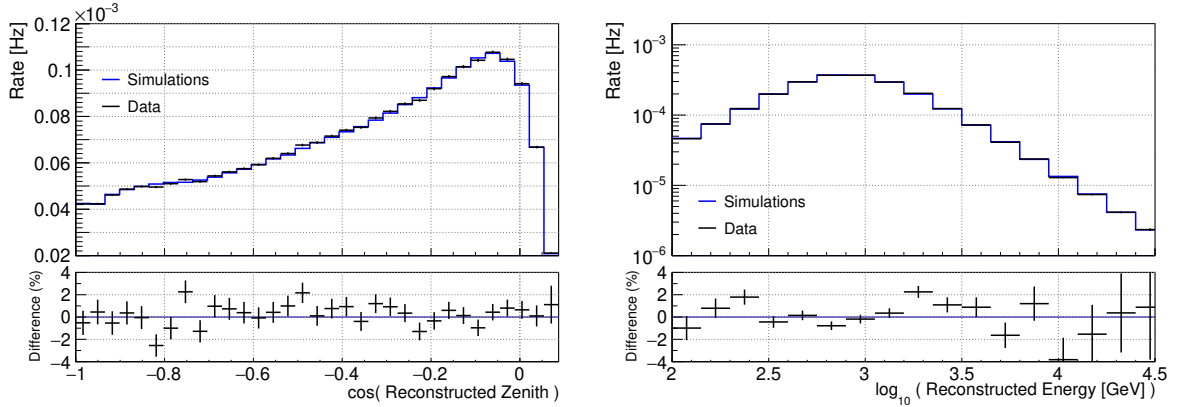 ×10⁻³
Rate [Hz]
0.12
0.1
0.08
0.06
0.04
0.02
Simulations
Data
Difference (%)
4
2
0
−2
−4
−1 −0.8 −0.6 −0.4 −0.2 0
cos( Reconstructed Zenith )
Rate [Hz]
10⁻³
10⁻⁴
10⁻⁵
10⁻⁶
Simulations
Data
Difference (%)
4
2
0
−2
−4
2 2.5 3 3.5 4 4.5
log₁₀ ( Reconstructed Energy [GeV] )